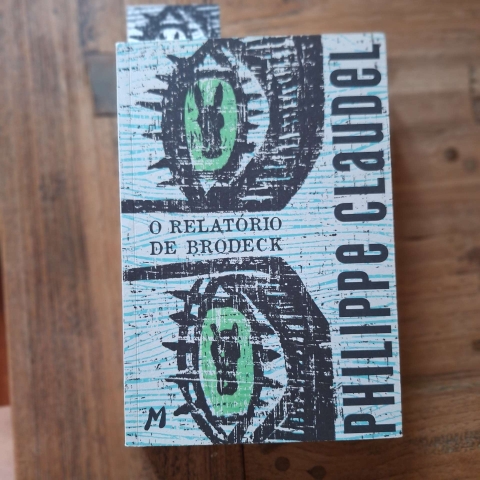 O RELATÓRIO
DE BRODECK
PHILIPPE CLAUDEL
M